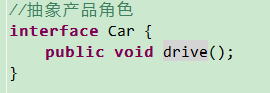 //抽象产品角色
interface Car {
    public void drive();
}